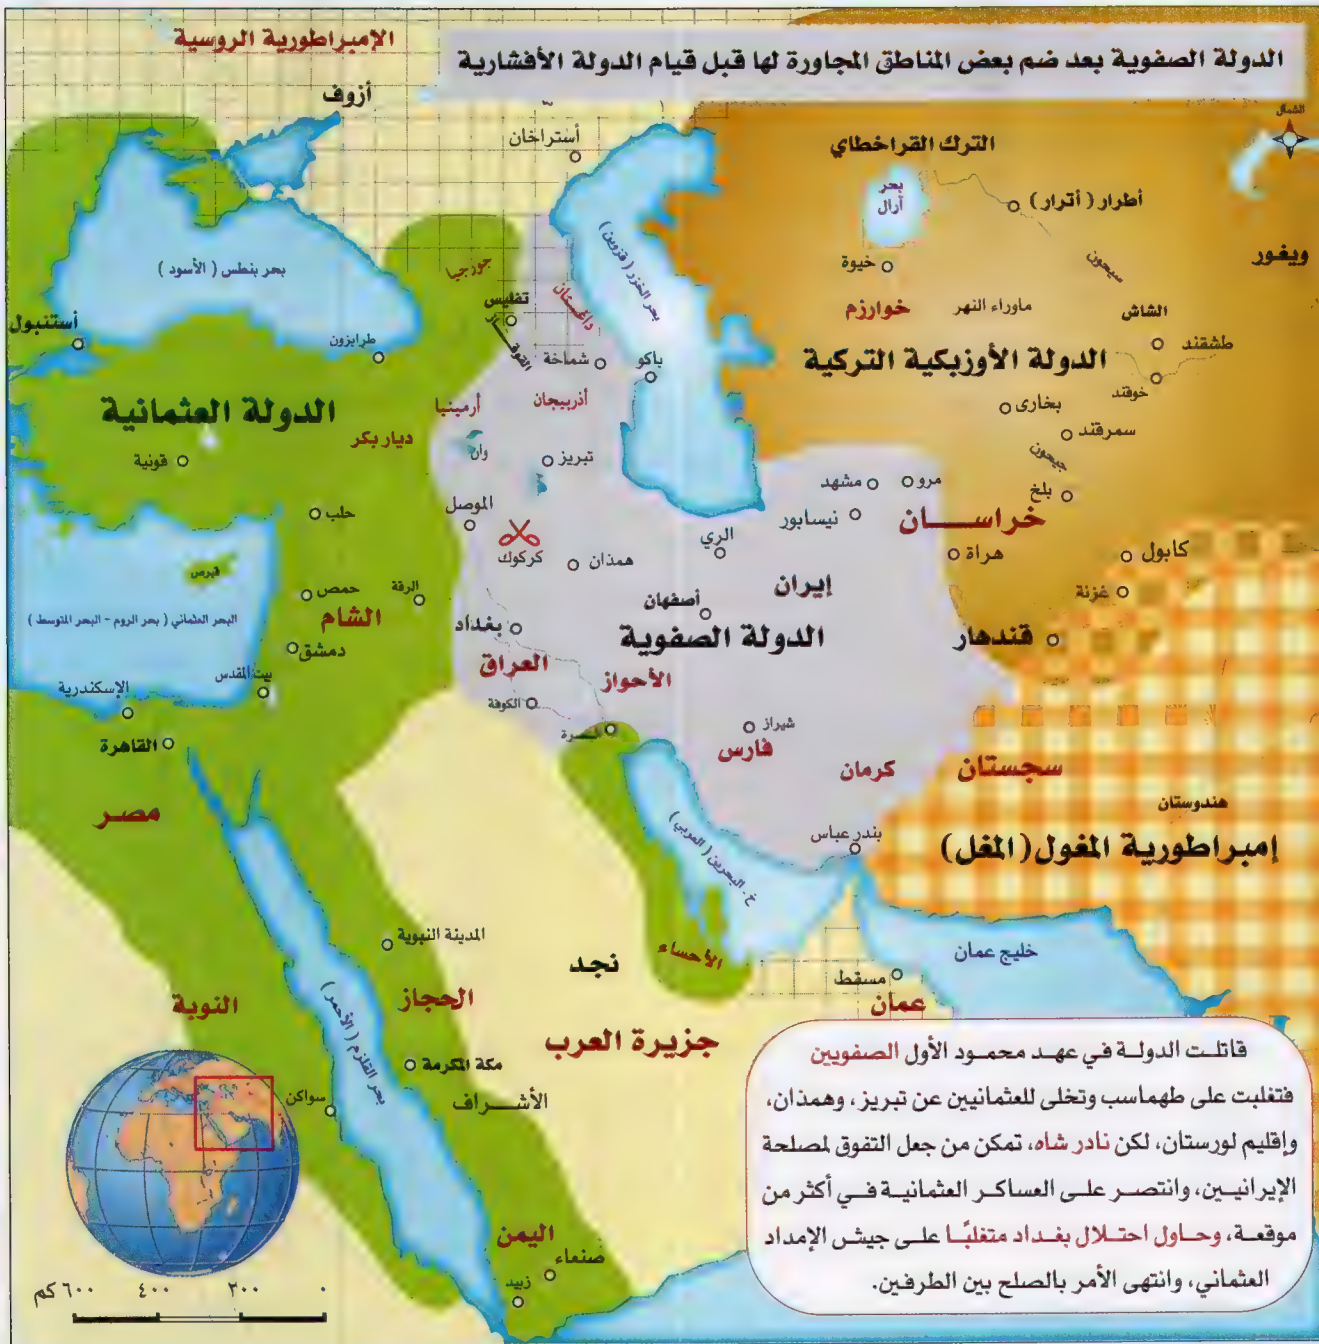 الدولة الصفوية بعد ضم بعض المناطق المجاورة لها قبل قيام الدولة الأفشارية
الإمبراطورية الروسية
أزوف
الشمال
أستراخان
الترك القراخطاي
بحر
آرال
أطرار ( أترار )
سيحون
ويغور
خيوة
خوارزم
ماوراء النهر
الشاش
طشقند
خوقند
الدولة الأوزبكية التركية
بخارى
سمرقند
جيحون
بلخ
بحر بنطس ( الأسود )
بحر الخزر ( قزوين )
جورجيا
تفليس
داغستان
القوقـــاز
شماخة
باكو
أستنبول
طرابزون
الدولة العثمانية
أرمينيا
أذربيجان
ديار بكر
وان
تبريز
قونية
الموصل
حلب
كركوك
همذان
الري
مشهد
مرو
نيسابور
خراســـان
هراة
كابول
غزنة
قندهار
إيران
أصفهان
الدولة الصفوية
قبرص
البحر العثماني ( بحر الروم - البحر المتوسط )
حمص
الشام
الرقة
دمشق
بيت المقدس
بغداد
العراق
الكوفة
الأحواز
البصرة
شيراز
فارس
كرمان
سجستان
هندوستان
إمبراطورية المغول ( المغل )
بندر عباس
الإسكندرية
القاهرة
مصر
خ. البحرين ( العربي )
الأحساء
خليج عمان
مسقط
عمان
نجد
جزيرة العرب
المدينة النبوية
الحجاز
النوبة
بحر القلزم ( الأحمر )
مكة المكرمة
الأشـــراف
سواكن
اليمن
صنعاء
زبيد
قاتلت الدولة في عهد محمود الأول الصفويين
فتغلبت على طهماسب وتخلى للعثمانيين عن تبريز، وهمذان،
وإقليم لورستان، لكن نادر شاه، تمكن من جعل التفوق لمصلحة
الإيرانيين، وانتصر على العساكر العثمانية في أكثر من
موقعة، وحاول احتلال بغداد متغلبًا على جيش الإمداد
العثماني، وانتهى الأمر بالصلح بين الطرفين.
٠ ٢٠٠ ٤٠٠ ٦٠٠ كم